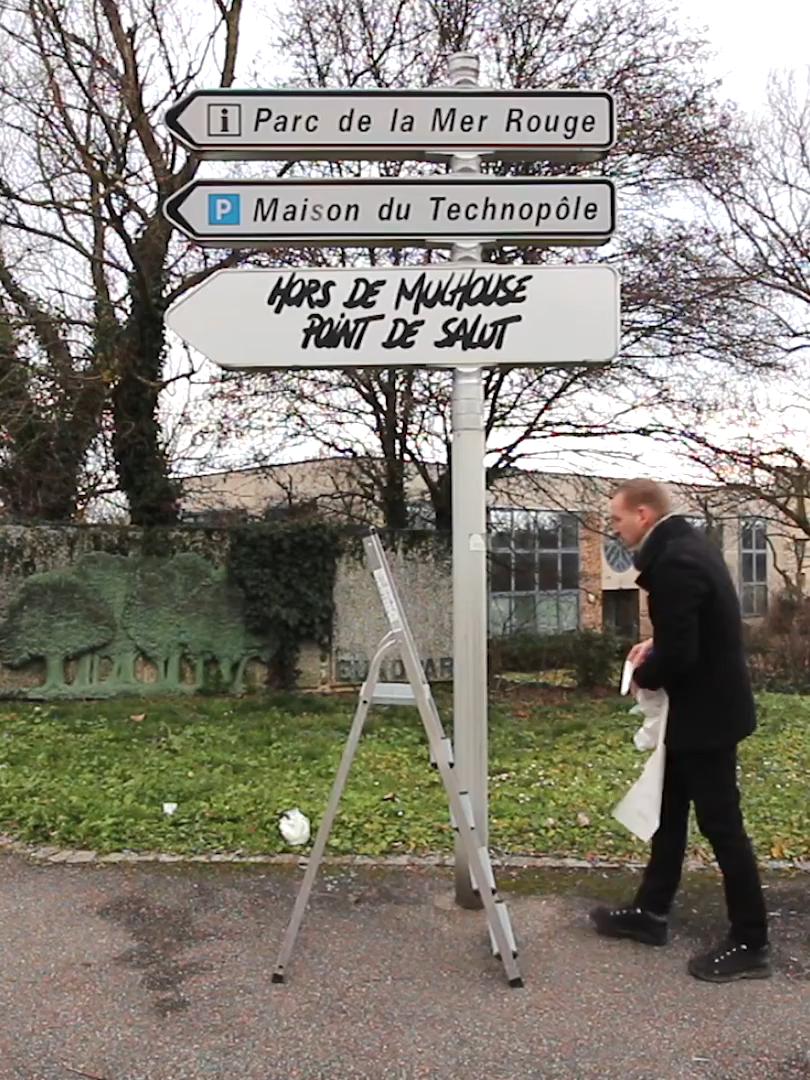 i Parc de la Mer Rouge
P Maison du Technopôle
HORS DE MULHOUSE
POINT DE SALUT